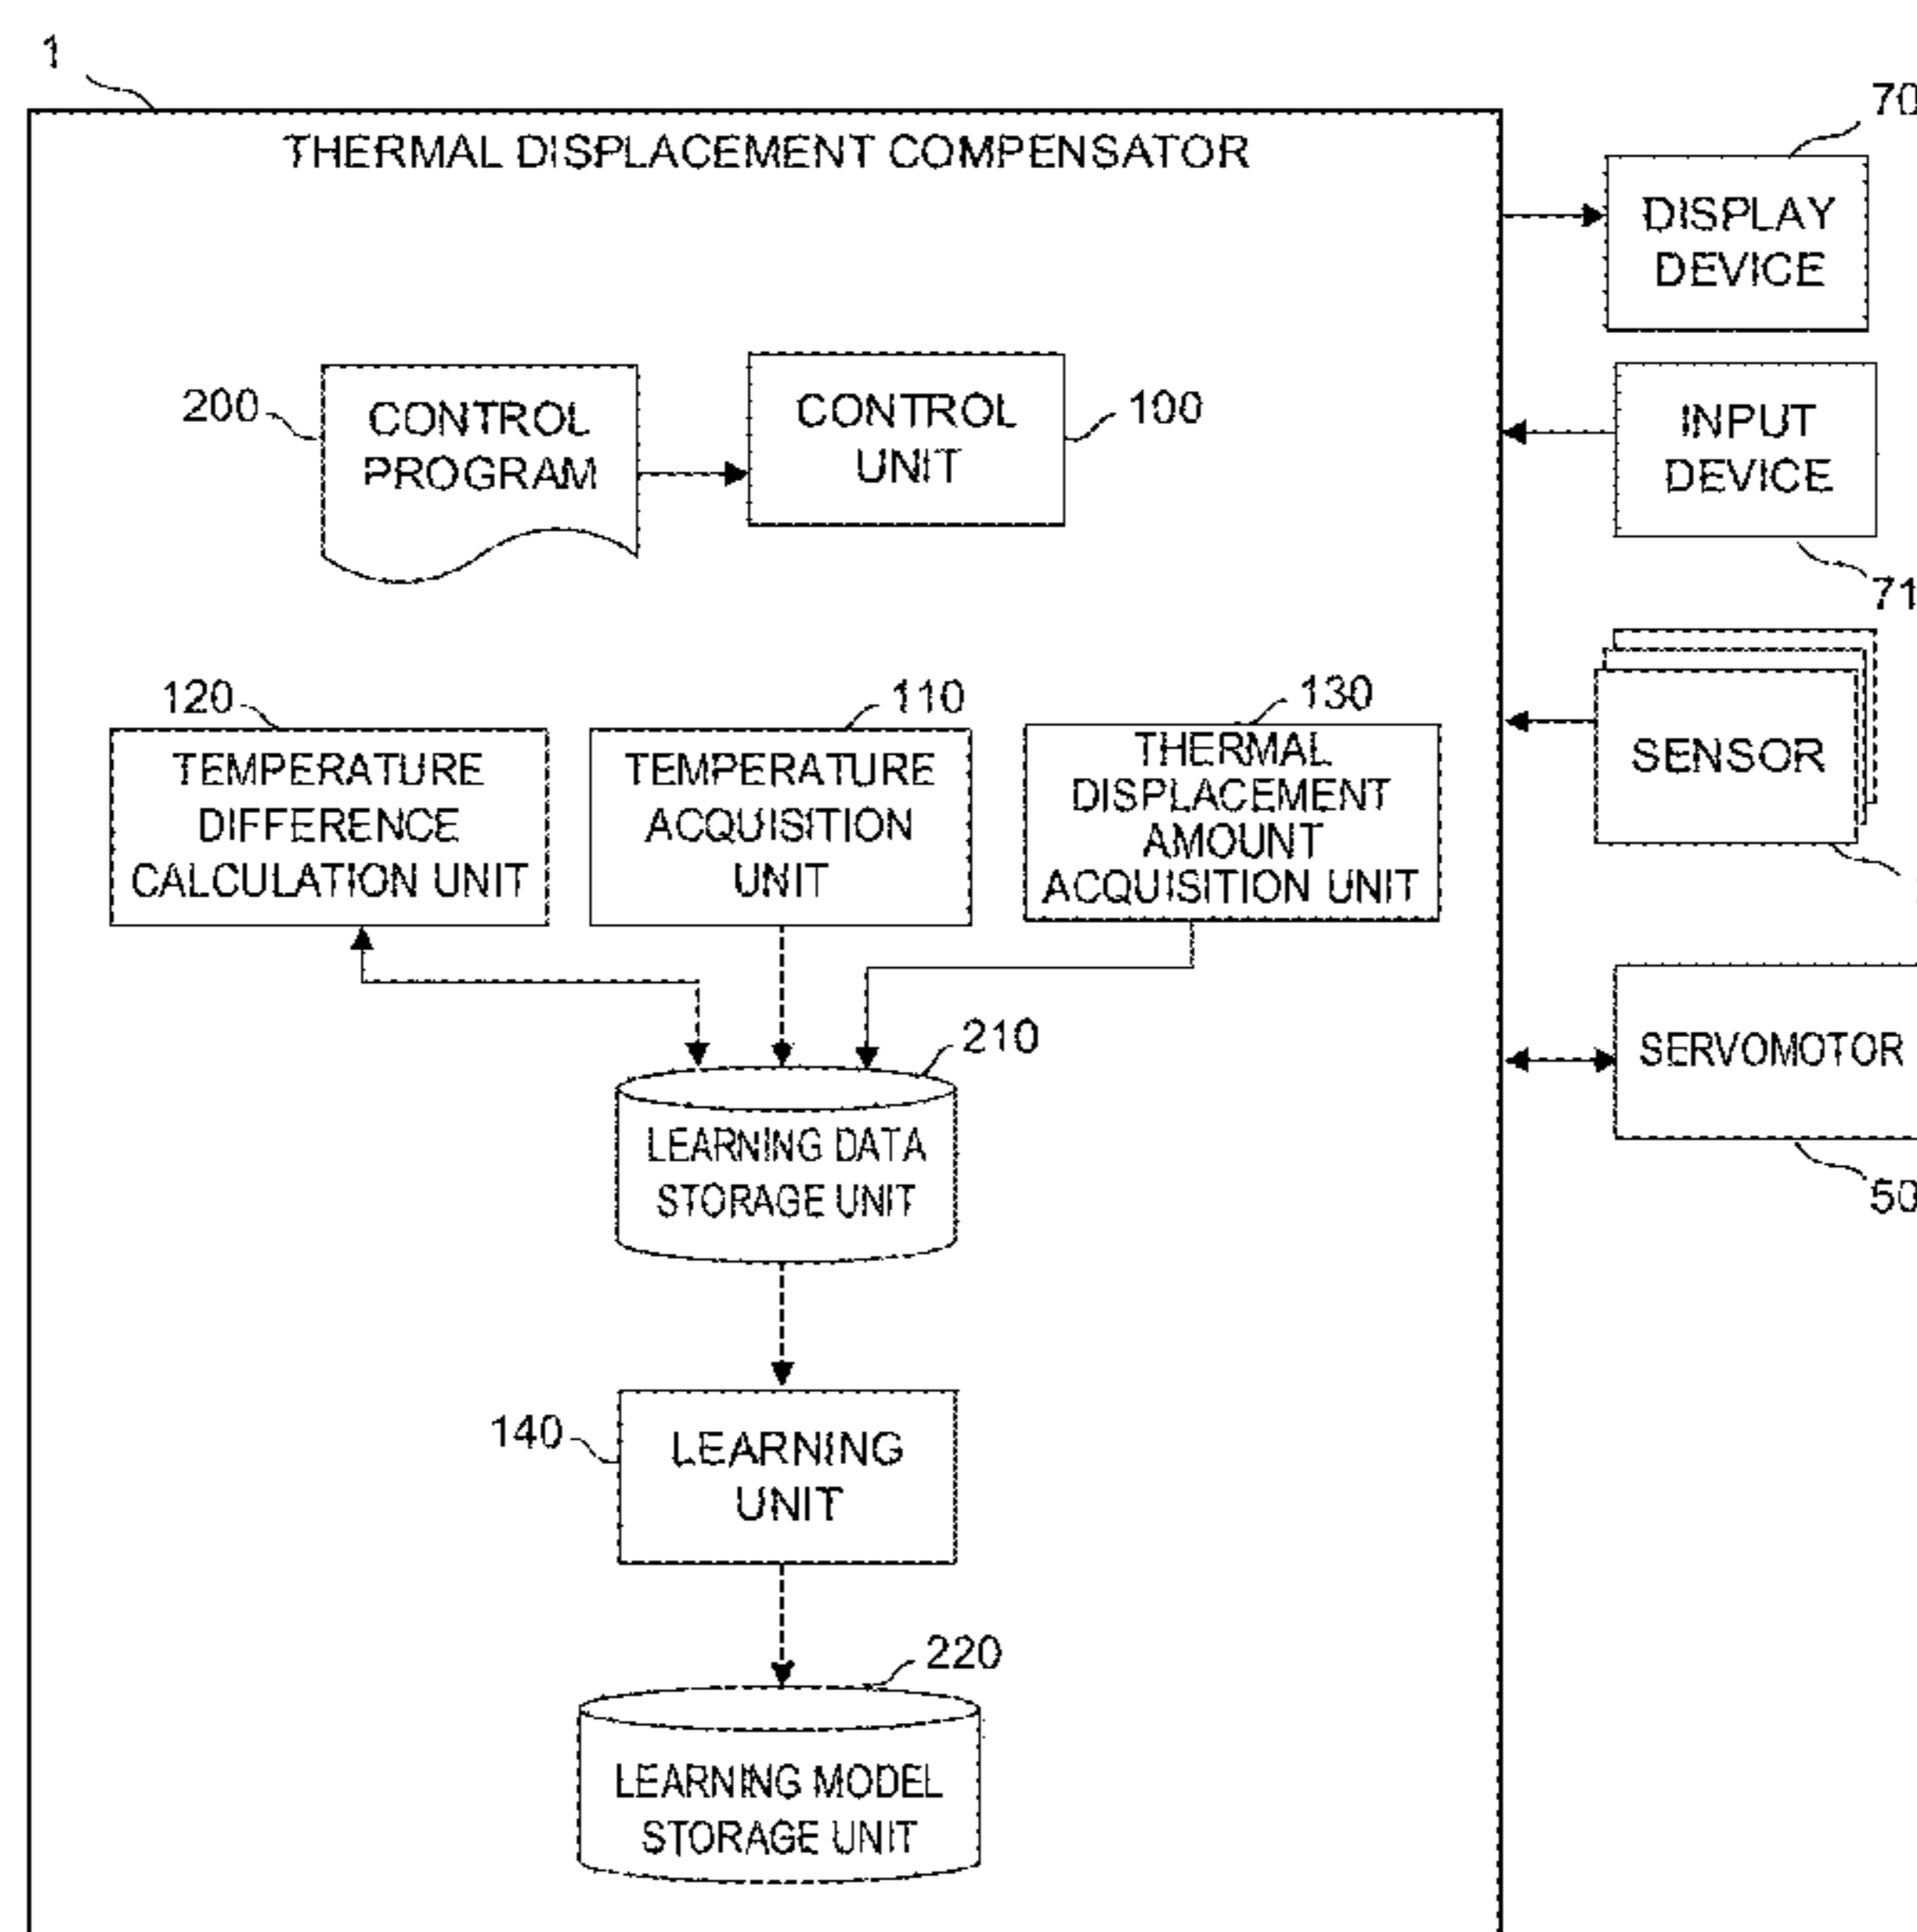 1
THERMAL DISPLACEMENT COMPENSATOR
70
DISPLAY
DEVICE
200
CONTROL
PROGRAM
CONTROL
UNIT
100
INPUT
DEVICE
71
120
TEMPERATURE
DIFFERENCE
CALCULATION UNIT
110
TEMPERATURE
ACQUISITION
UNIT
130
THERMAL
DISPLACEMENT
AMOUNT
ACQUISITION UNIT
SENSOR
210
LEARNING DATA
STORAGE UNIT
SERVOMOTOR
50
140
LEARNING
UNIT
220
LEARNING MODEL
STORAGE UNIT